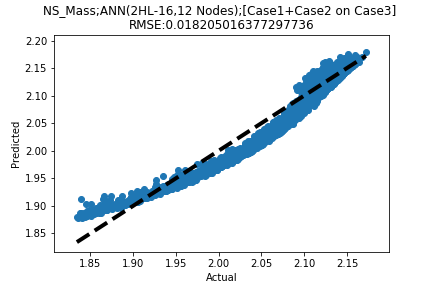 NS_Mass;ANN(2HL-16,12 Nodes);[Case1+Case2 on Case3]
RMSE:0.018205016377297736
2.20
2.15
2.10
2.05
2.00
1.95
1.90
1.85
Predicted
1.85 1.90 1.95 2.00 2.05 2.10 2.15
Actual